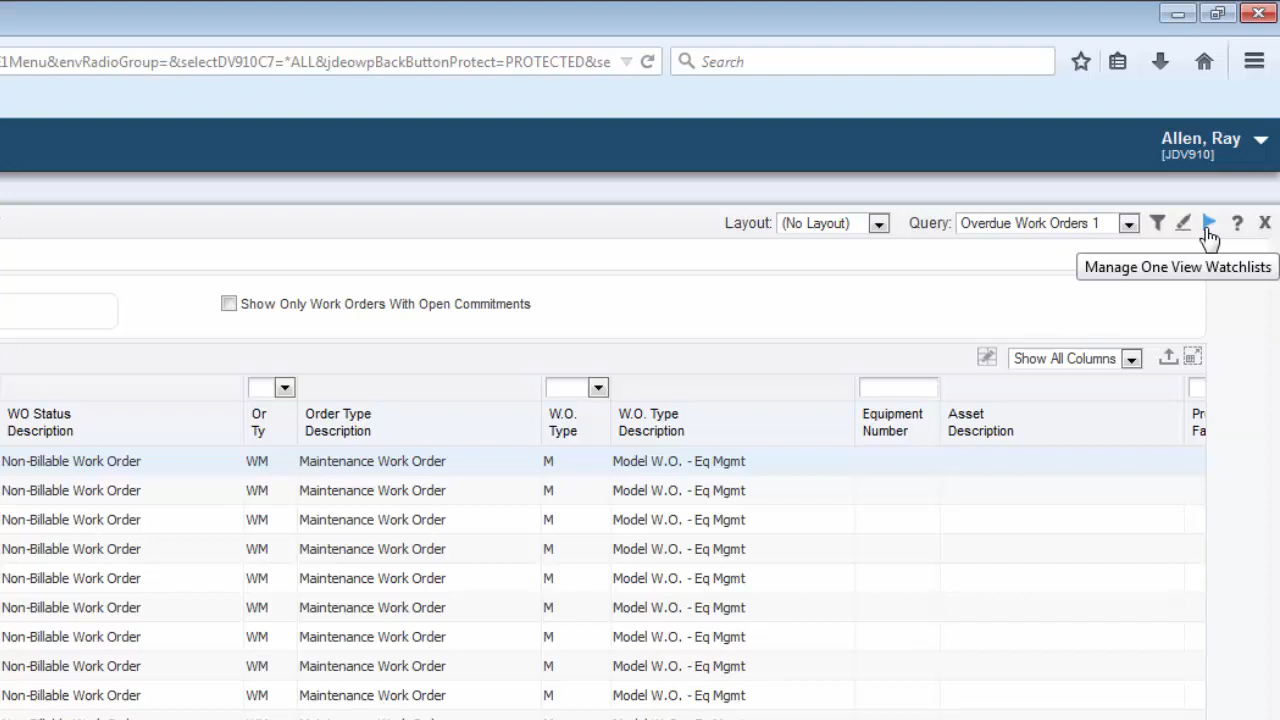 E1Menu&envRadioGroup=&selectDV910C7=*ALL&jdeowpBackButtonProtect=PROTECTED&se
Search
Allen, Ray
[JDV910]
Layout: (No Layout) Query: Overdue Work Orders 1 ? X
Manage One View Watchlists
Show Only Work Orders With Open Commitments
Show All Columns
WO Status Description
Or Ty
Order Type Description
W.O. Type
W.O. Type Description
Equipment Number
Asset Description
Pr
Fa
Non-Billable Work Order WM Maintenance Work Order M Model W.O. - Eq Mgmt
Non-Billable Work Order WM Maintenance Work Order M Model W.O. - Eq Mgmt
Non-Billable Work Order WM Maintenance Work Order M Model W.O. - Eq Mgmt
Non-Billable Work Order WM Maintenance Work Order M Model W.O. - Eq Mgmt
Non-Billable Work Order WM Maintenance Work Order M Model W.O. - Eq Mgmt
Non-Billable Work Order WM Maintenance Work Order M Model W.O. - Eq Mgmt
Non-Billable Work Order WM Maintenance Work Order M Model W.O. - Eq Mgmt
Non-Billable Work Order WM Maintenance Work Order M Model W.O. - Eq Mgmt
Non-Billable Work Order WM Maintenance Work Order M Model W.O. - Eq Mgmt